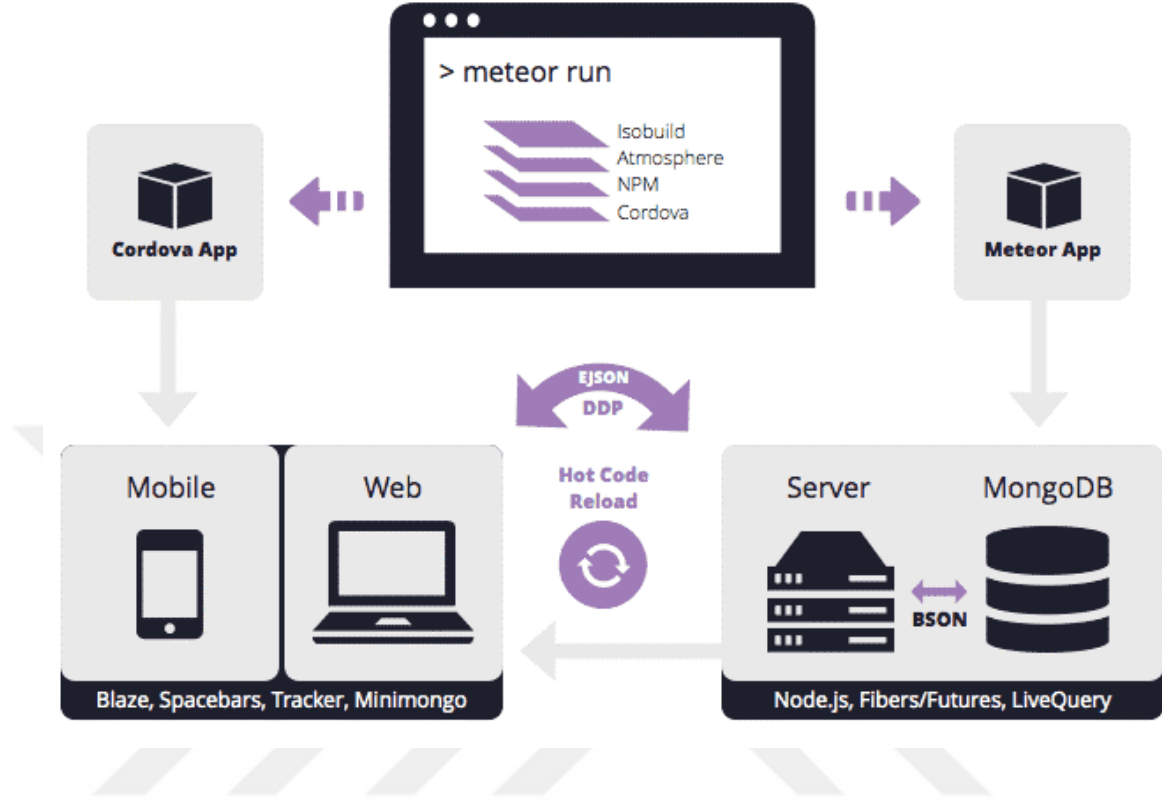 > meteor run
Isobuild
Atmosphere
NPM
Cordova
Cordova App
Meteor App
EJSON
DDP
Hot Code
Reload
Mobile
Web
Blaze, Spacebars, Tracker, Minimongo
Server
MongoDB
BSON
Node.js, Fibers/Futures, LiveQuery